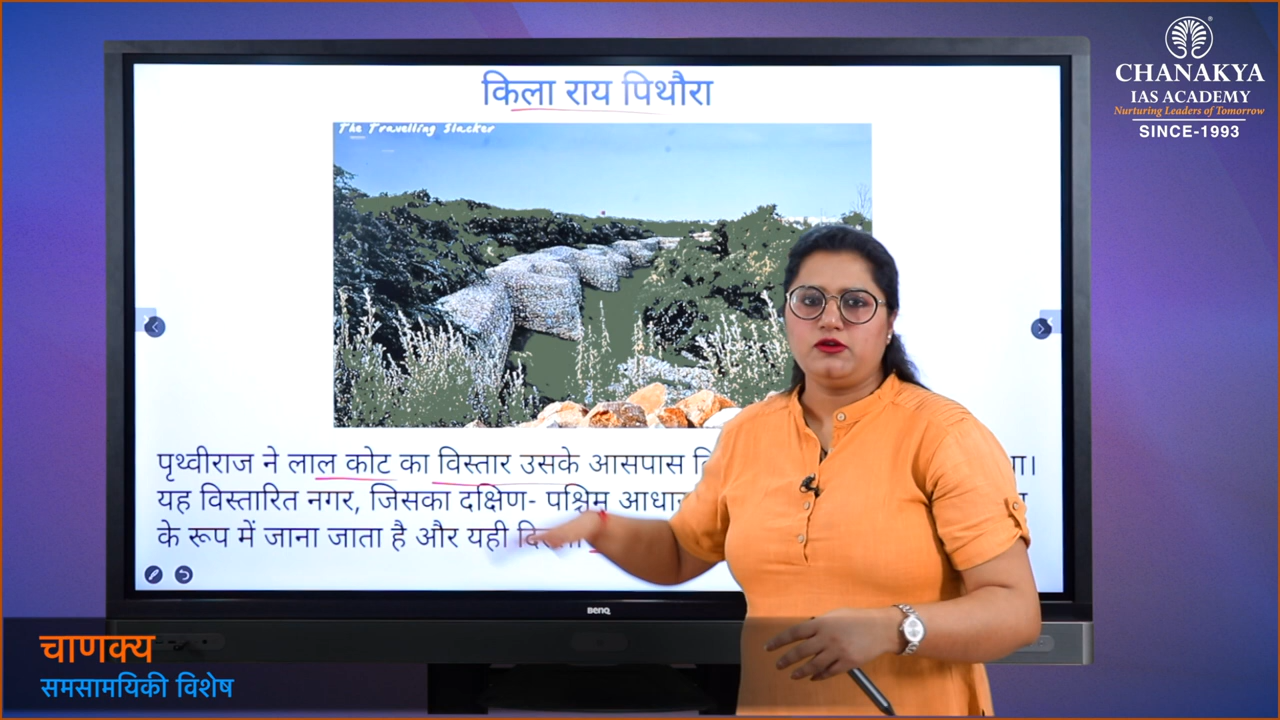 किला राय पिथौरा
The Travelling Slacker
पृथ्वीराज ने लाल कोट का विस्तार उसके आसपास
यह विस्तारित नगर, जिसका दक्षिण- पश्चिम
के रूप में जाना जाता है और यही
BenQ
CHANAKYA
IAS ACADEMY
Nurturing Leaders of Tomorrow
SINCE-1993
चाणक्य
समसामयिकी विशेष